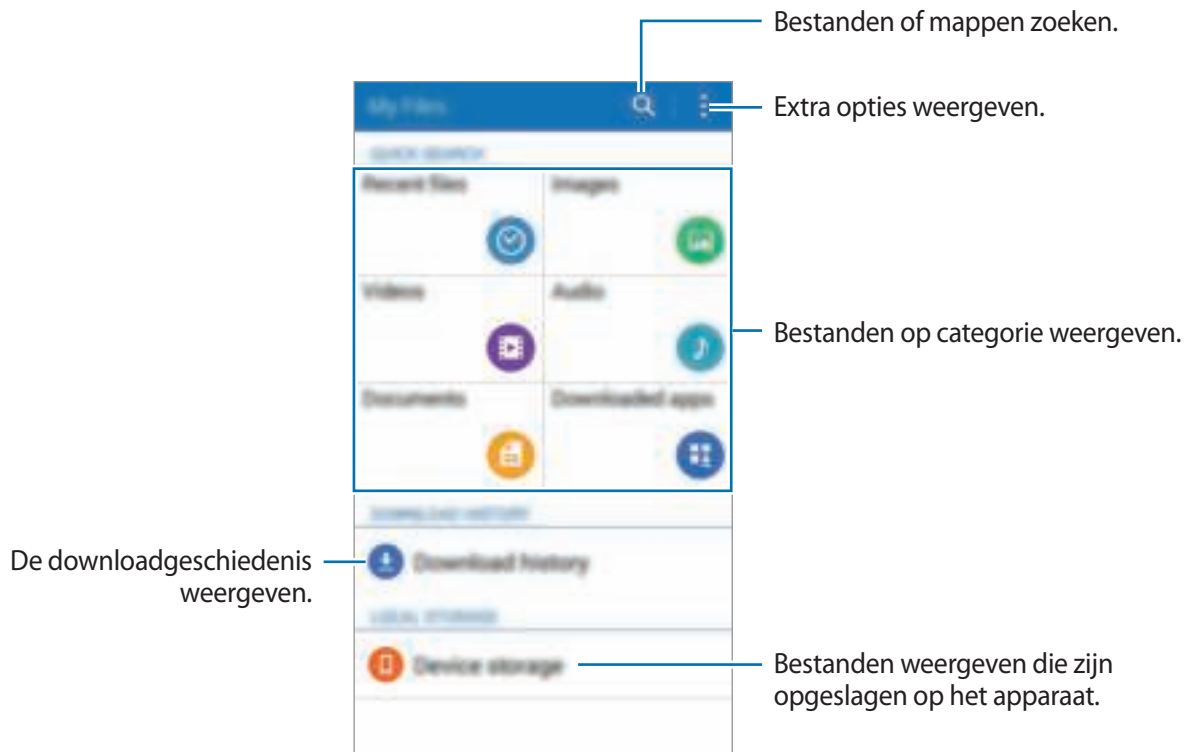 Bestanden of mappen zoeken.
My Files
Extra opties weergeven.
QUICK SEARCH
Recent files
Images
Videos
Audio
Bestanden op categorie weergeven.
Documents
Downloaded apps
DOWNLOAD HISTORY
De downloadgeschiedenis
weergeven.
Download history
LOCAL STORAGE
Device storage
Bestanden weergeven die zijn
opgeslagen op het apparaat.